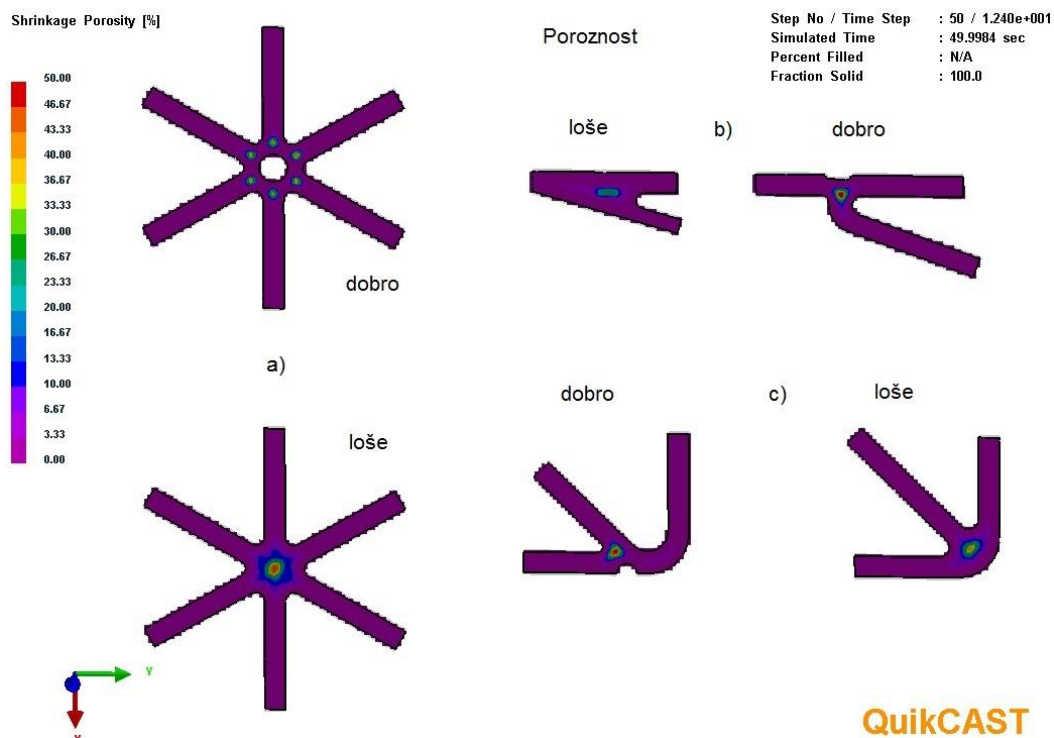 Shrinkage Porosity [%]
50.00
46.67
43.33
40.00
36.67
33.33
30.00
26.67
23.33
20.00
16.67
13.33
10.00
6.67
3.33
0.00
Poroznost
Step No / Time Step : 50 / 1.240e+001
Simulated Time : 49.9984 sec
Percent Filled : N/A
Fraction Solid : 100.0
dobro
a)
loše
loše
b)
dobro
dobro
c)
loše
Y
X
QuikCAST